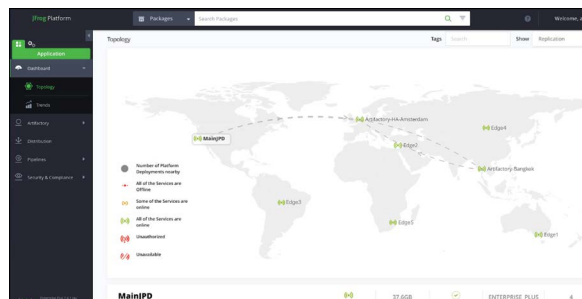 JFrog Platform
Packages
Search Packages
Welcome, a
Application
Topology
Tags
Search
Show
Replication
Dashboard
Topology
Trends
Artifactory
Distribution
Pipelines
Security & Compliance
MainJPD
Artifactory-HA-Amsterdam
Edge4
Artifactory-Bangkok
Edge3
Edge5
Edge1
Number of Platform
Deployments nearby
All of the Services are
Offline
Some of the Services are
online
All of the Services are
online
Unauthorized
Unavailable
MainJPD
37.6GB
ENTERPRISE PLUS
4